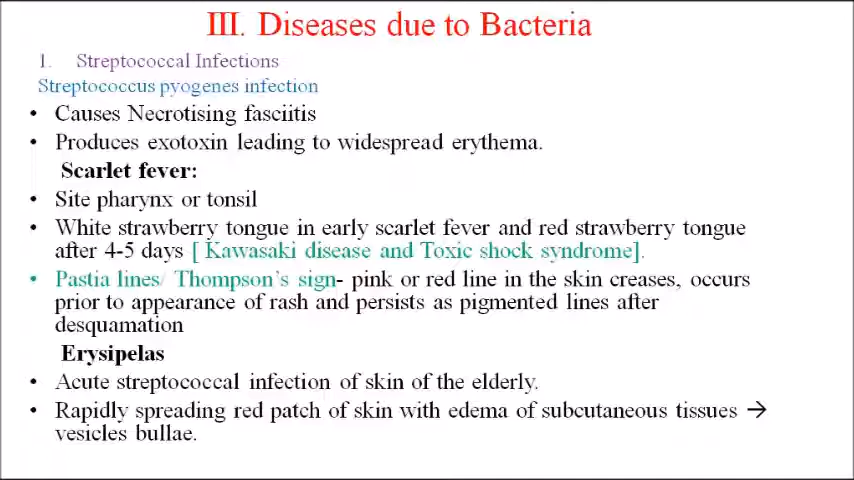 III. Diseases due to Bacteria
1. Streptococcal Infections
Streptococcus pyogenes infection
• Causes Necrotising fasciitis
• Produces exotoxin leading to widespread erythema.
Scarlet fever:
• Site pharynx or tonsil
• White strawberry tongue in early scarlet fever and red strawberry tongue
after 4-5 days [ Kawasaki disease and Toxic shock syndrome].
• Pastia lines/ Thompson's sign- pink or red line in the skin creases, occurs
prior to appearance of rash and persists as pigmented lines after
desquamation
Erysipelas
• Acute streptococcal infection of skin of the elderly.
• Rapidly spreading red patch of skin with edema of subcutaneous tissues →
vesicles bullae.